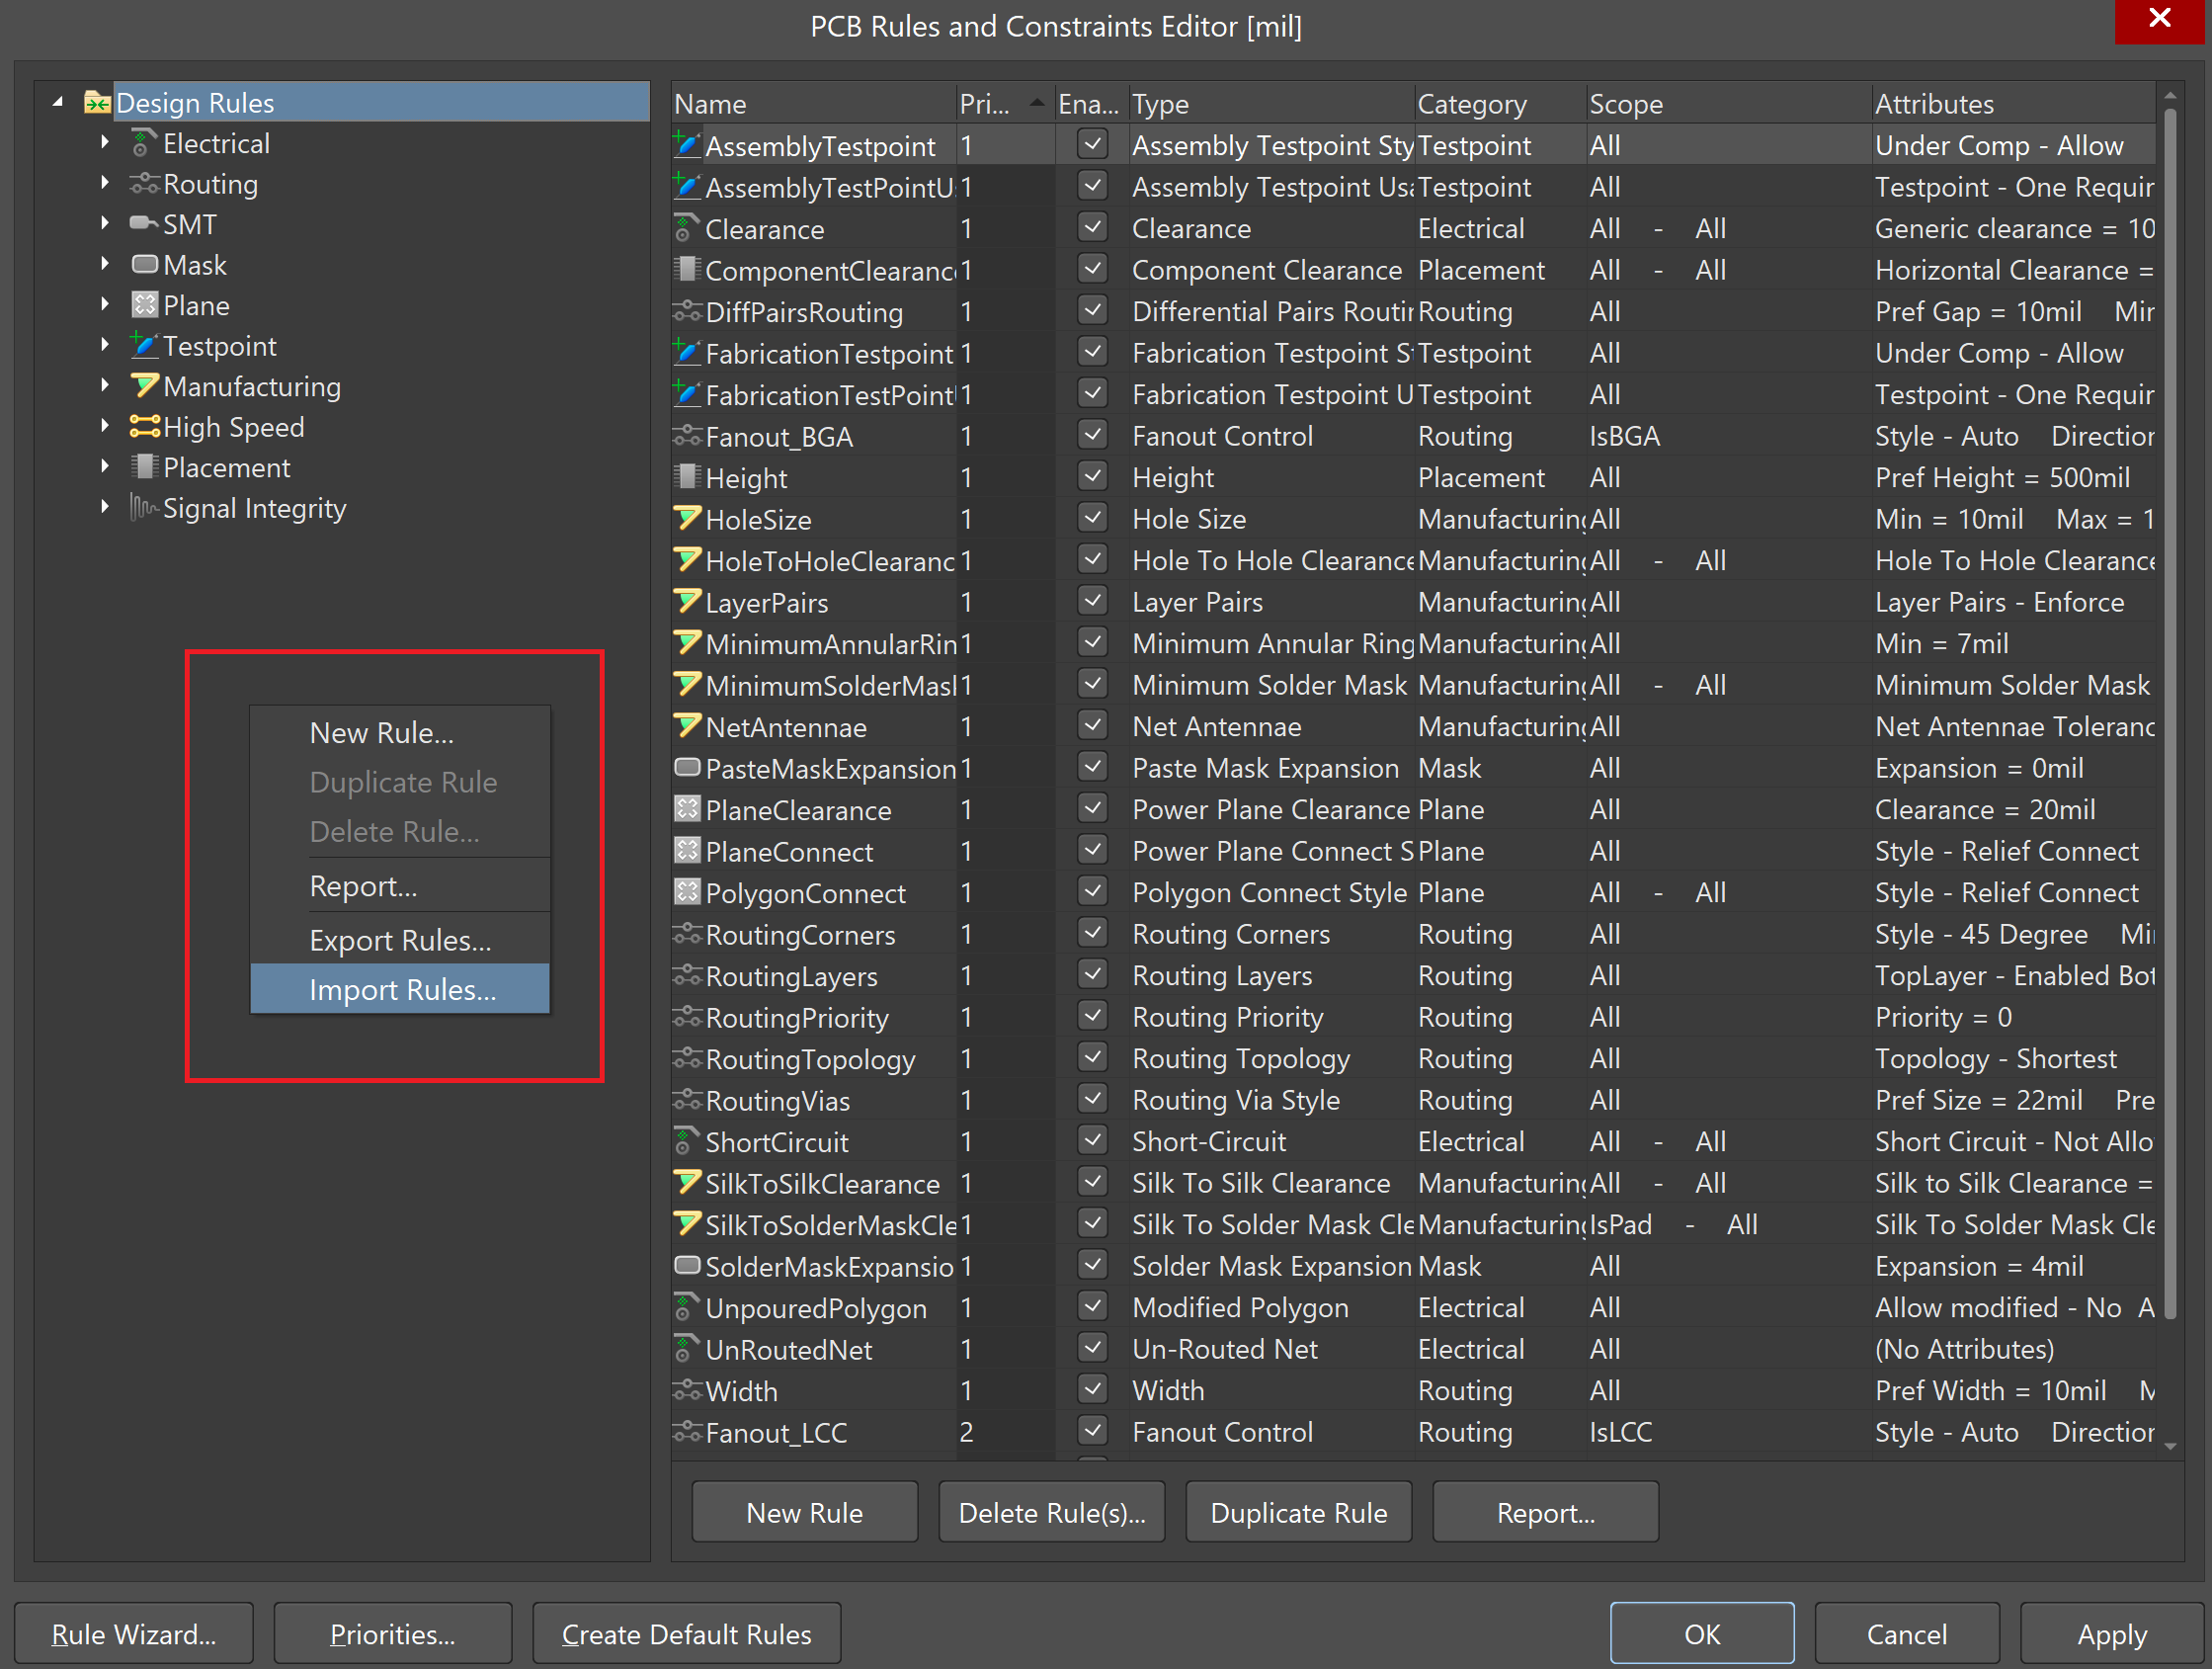 PCB Rules and Constraints Editor [mil]
Design Rules
Electrical
Routing
SMT
Mask
Plane
Testpoint
Manufacturing
High Speed
Placement
Signal Integrity
New Rule...
Duplicate Rule
Delete Rule...
Report...
Export Rules...
Import Rules...
Name Pri... Ena... Type Category Scope Attributes
AssemblyTestpoint 1 Assembly Testpoint Sty Testpoint All Under Comp - Allow
AssemblyTestPointU 1 Assembly Testpoint Usa Testpoint All Testpoint - One Requir
Clearance 1 Clearance Electrical All - All Generic clearance = 10
ComponentClearance 1 Component Clearance Placement All - All Horizontal Clearance =
DiffPairsRouting 1 Differential Pairs Routin Routing All Pref Gap = 10mil Min
FabricationTestpoint 1 Fabrication Testpoint S Testpoint All Under Comp - Allow
FabricationTestPointU 1 Fabrication Testpoint U Testpoint All Testpoint - One Requir
Fanout_BGA 1 Fanout Control Routing IsBGA Style - Auto Direction
Height 1 Height Placement All Pref Height = 500mil
HoleSize 1 Hole Size Manufacturing All Min = 10mil Max = 1
HoleToHoleClearanc 1 Hole To Hole Clearance Manufacturing All - All Hole To Hole Clearance
LayerPairs 1 Layer Pairs Manufacturing All Layer Pairs - Enforce
MinimumAnnularRin 1 Minimum Annular Ring Manufacturing All Min = 7mil
MinimumSolderMask 1 Minimum Solder Mask Manufacturing All - All Minimum Solder Mask
NetAntennae 1 Net Antennae Manufacturing All Net Antennae Toleranc
PasteMaskExpansion 1 Paste Mask Expansion Mask All Expansion = 0mil
PlaneClearance 1 Power Plane Clearance Plane All Clearance = 20mil
PlaneConnect 1 Power Plane Connect S Plane All Style - Relief Connect
PolygonConnect 1 Polygon Connect Style Plane All - All Style - Relief Connect
RoutingCorners 1 Routing Corners Routing All Style - 45 Degree Mi
RoutingLayers 1 Routing Layers Routing All TopLayer - Enabled Bot
RoutingPriority 1 Routing Priority Routing All Priority = 0
RoutingTopology 1 Routing Topology Routing All Topology - Shortest
RoutingVias 1 Routing Via Style Routing All Pref Size = 22mil Pre
ShortCircuit 1 Short-Circuit Electrical All - All Short Circuit - Not Allo
SilkToSilkClearance 1 Silk To Silk Clearance Manufacturing All - All Silk to Silk Clearance =
SilkToSolderMaskCle 1 Silk To Solder Mask Cle Manufacturing IsPad - All Silk To Solder Mask Cle
SolderMaskExpansio 1 Solder Mask Expansion Mask All Expansion = 4mil
UnpouredPolygon 1 Modified Polygon Electrical All Allow modified - No A
UnRoutedNet 1 Un-Routed Net Electrical All (No Attributes)
Width 1 Width Routing All Pref Width = 10mil M
Fanout_LCC 2 Fanout Control Routing IsLCC Style - Auto Direction
New Rule Delete Rule(s)... Duplicate Rule Report...
Rule Wizard... Priorities... Create Default Rules OK Cancel Apply